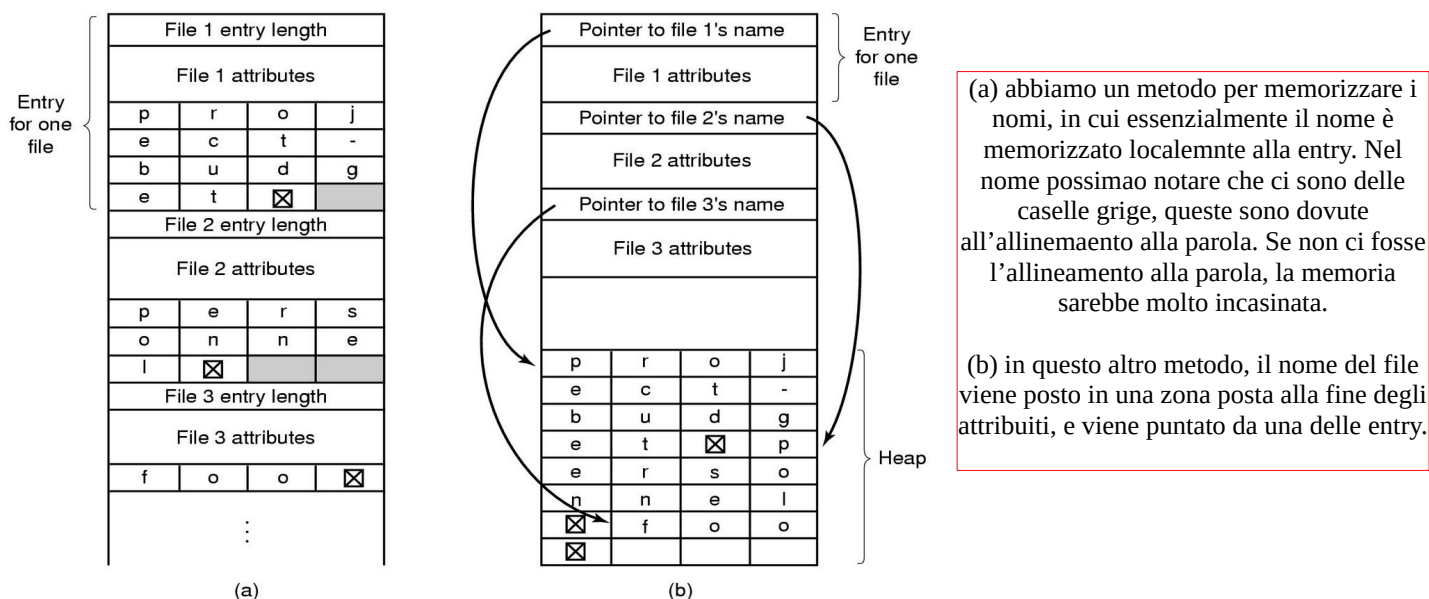 File 1 entry length
File 1 attributes
Entry
for one
file
p r o j
e c t -
b u d g
e t ☒
File 2 entry length
File 2 attributes
p e r s
o n n e
l ☒
File 3 entry length
File 3 attributes
f o o ☒
⋮
(a)
Pointer to file 1's name
File 1 attributes
Entry
for one
file
Pointer to file 2's name
File 2 attributes
Pointer to file 3's name
File 3 attributes
p r o j
e c t -
b u d g
e t ☒ p
e r s o
n n e l
☒ f o o
☒
Heap
(b)
(a) abbiamo un metodo per memorizzare i
nomi, in cui essenzialmente il nome è
memorizzato localemnte alla entry. Nel
nome possimao notare che ci sono delle
caselle grige, queste sono dovute
all’allinemaento alla parola. Se non ci fosse
l’allineamento alla parola, la memoria
sarebbe molto incasinata.
(b) in questo altro metodo, il nome del file
viene posto in una zona posta alla fine degli
attribuiti, e viene puntato da una delle entry.